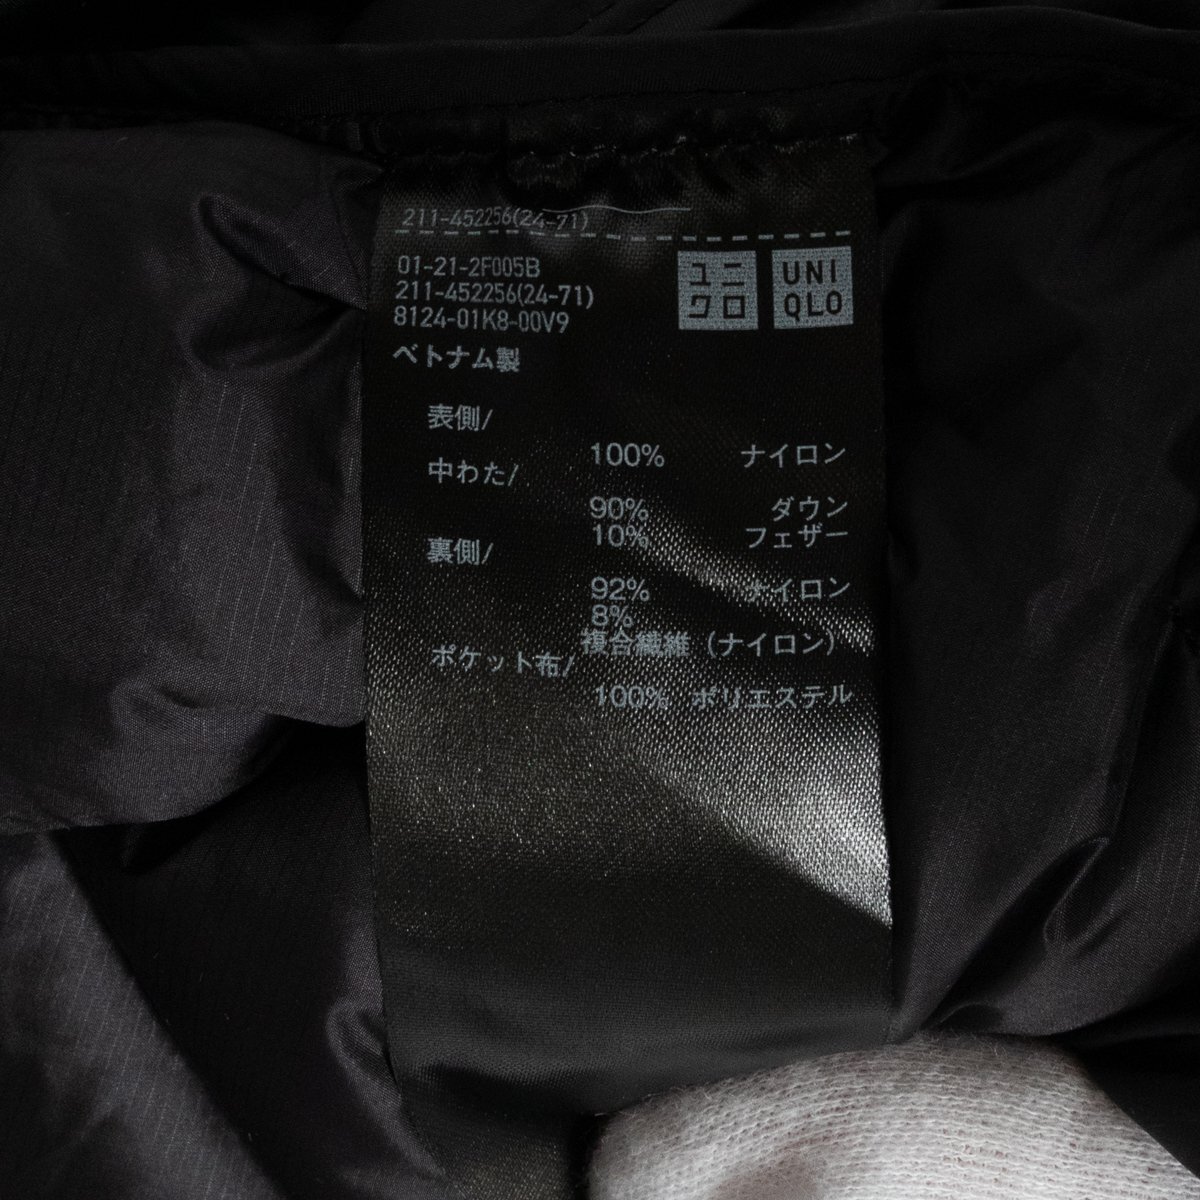 211-452256(24-71)
01-21-2F005B
211-452256(24-71)
8124-01K8-00V9
ユニ
クロ
UNI
QLO
ベトナム製
表側/
100% ナイロン
中わた/
90% ダウン
10% フェザー
裏側/
92% ナイロン
8%
複合繊維（ナイロン）
ポケット布/
100% ポリエステル